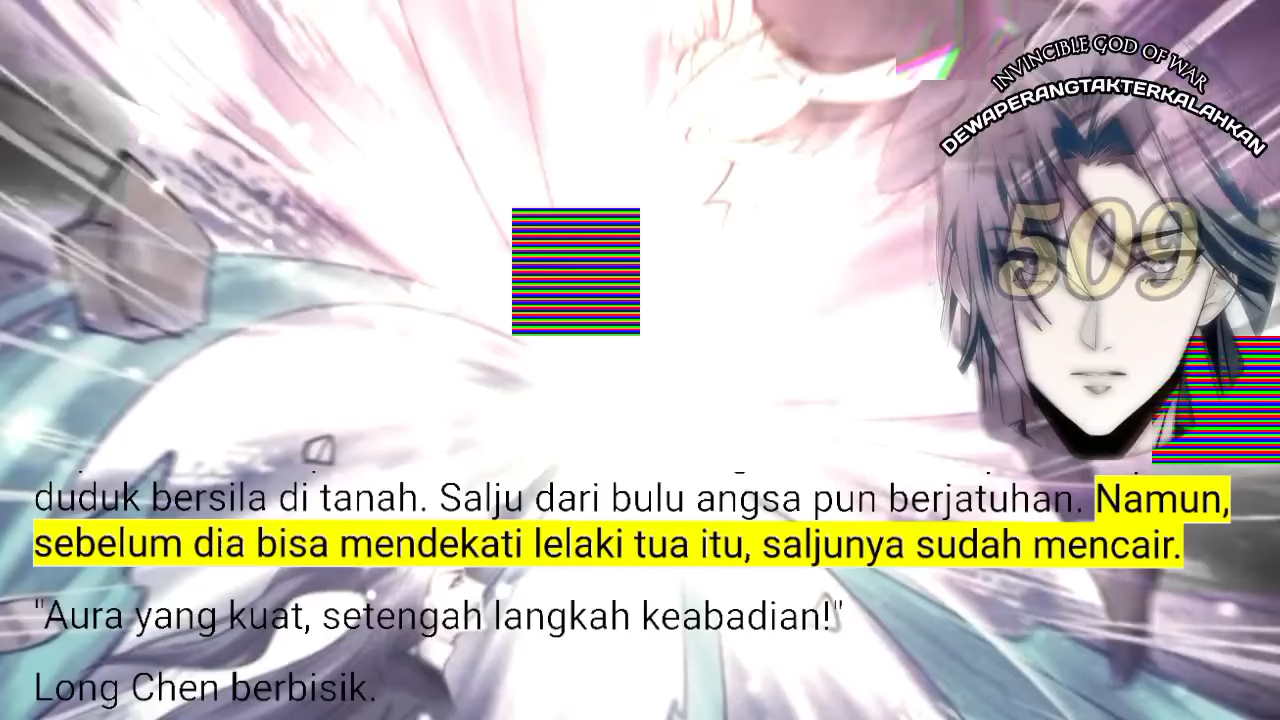 INVINCIBLE GOD OF WAR
DEWAPERANGTAKTERKALAHKAN
509
duduk bersila di tanah. Salju dari bulu angsa pun berjatuhan. Namun,
sebelum dia bisa mendekati lelaki tua itu, saljunya sudah mencair.
"Aura yang kuat, setengah langkah keabadian!"
Long Chen berbisik.